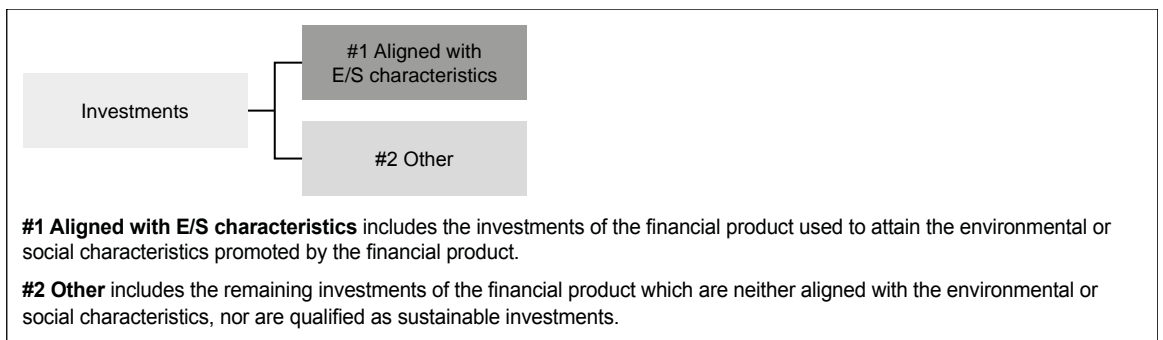 #1 Aligned with
E/S characteristics
Investments
#2 Other
#1 Aligned with E/S characteristics includes the investments of the financial product used to attain the environmental or
social characteristics promoted by the financial product.
#2 Other includes the remaining investments of the financial product which are neither aligned with the environmental or
social characteristics, nor are qualified as sustainable investments.